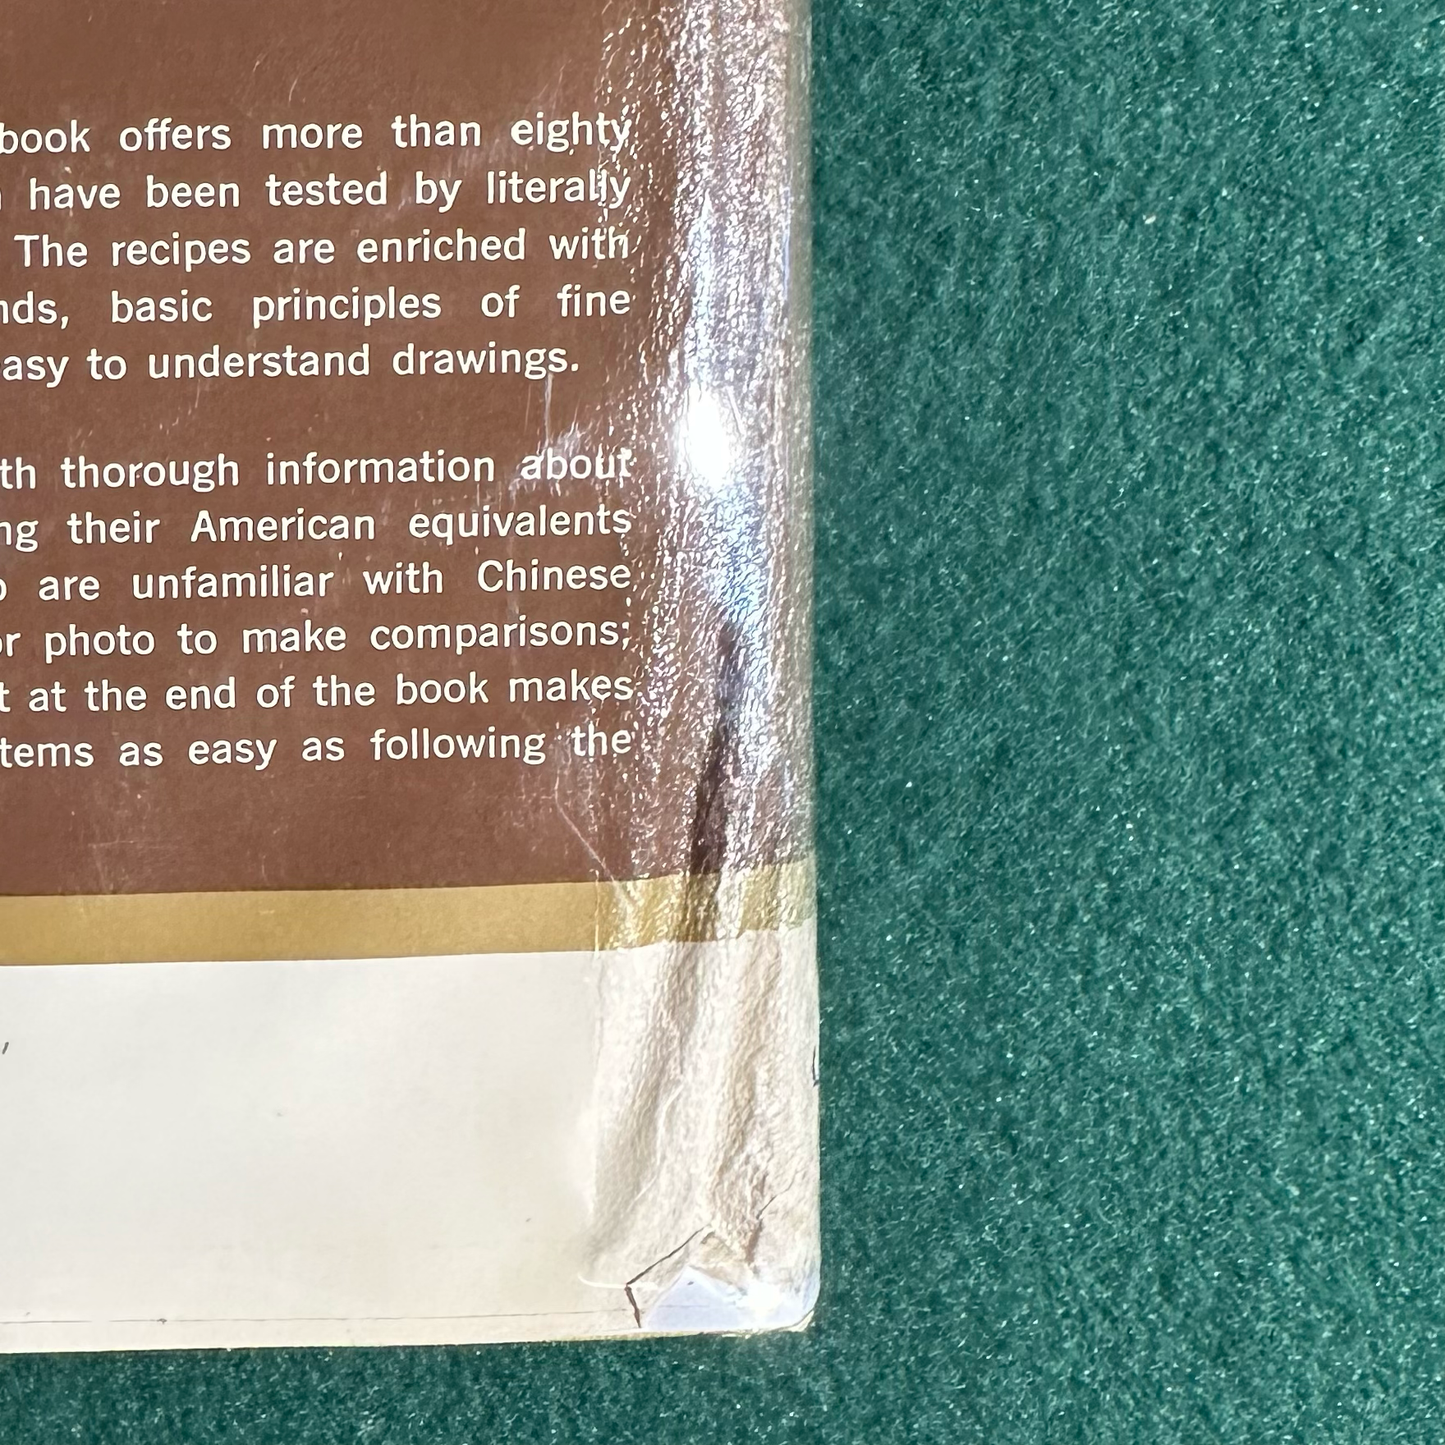 book offers more than eighty
have been tested by literally
The recipes are enriched with
nds, basic principles of fine
asy to understand drawings.
th thorough information about
ng their American equivalents
o are unfamiliar with Chinese
or photo to make comparisons;
t at the end of the book makes
tems as easy as following the